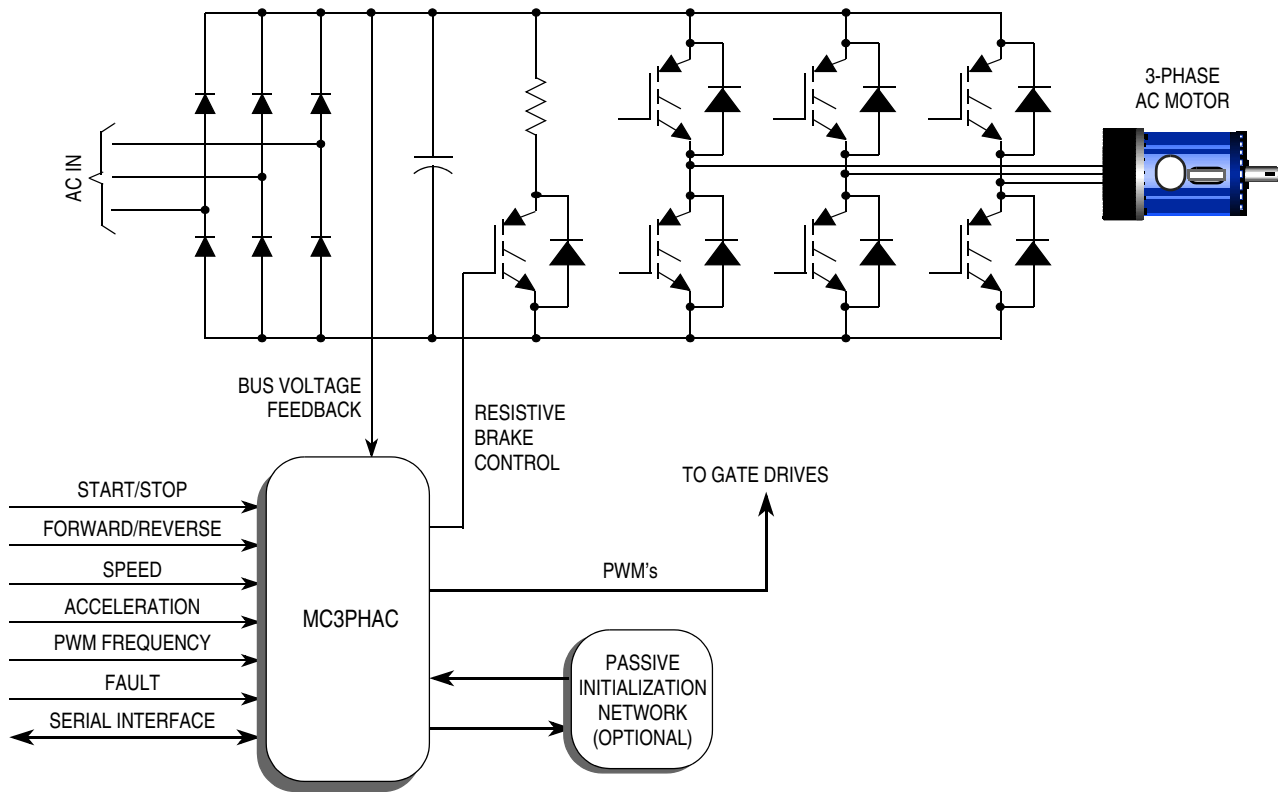 3-PHASE
AC MOTOR
AC IN
BUS VOLTAGE
FEEDBACK
RESISTIVE
BRAKE
CONTROL
TO GATE DRIVES
START/STOP
FORWARD/REVERSE
SPEED
ACCELERATION
PWM FREQUENCY
FAULT
SERIAL INTERFACE
MC3PHAC
PWM's
PASSIVE
INITIALIZATION
NETWORK
(OPTIONAL)